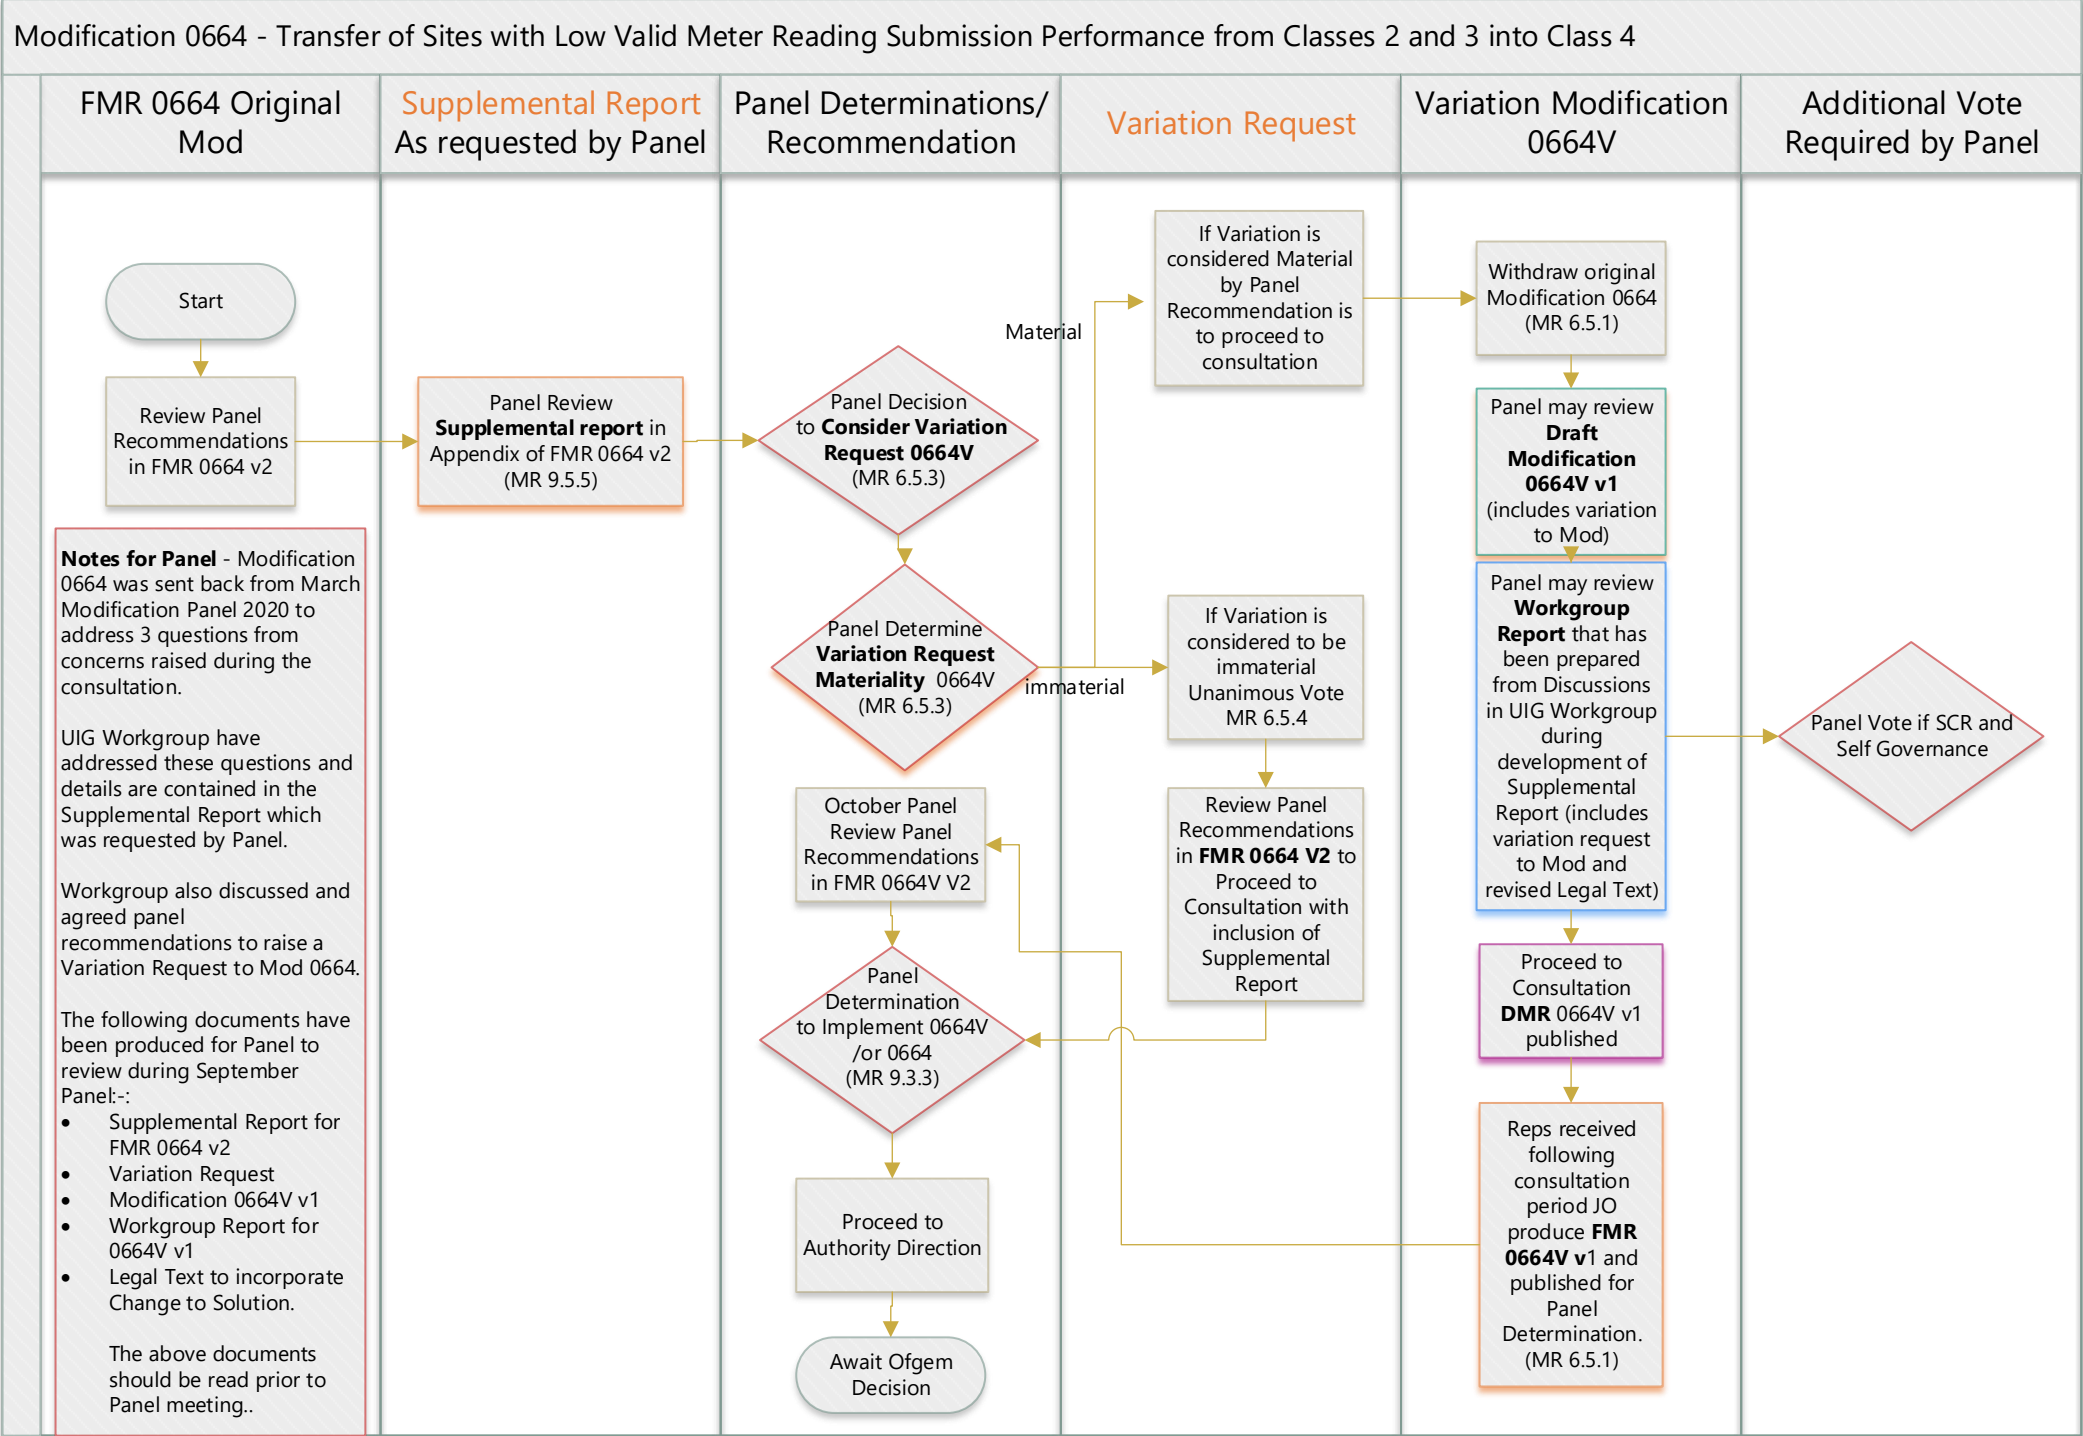 Modification 0664 - Transfer of Sites with Low Valid Meter Reading Submission Performance from Classes 2 and 3 into Class 4
FMR 0664 Original
Mod
Supplemental Report
As requested by Panel
Panel Determinations/
Recommendation
Variation Request
Variation Modification
0664V
Additional Vote
Required by Panel
Start
Review Panel
Recommendations
in FMR 0664 v2
Notes for Panel - Modification
0664 was sent back from March
Modification Panel 2020 to
address 3 questions from
concerns raised during the
consultation.
UIG Workgroup have
addressed these questions and
details are contained in the
Supplemental Report which
was requested by Panel.
Workgroup also discussed and
agreed panel
recommendations to raise a
Variation Request to Mod 0664.
The following documents have
been produced for Panel to
review during September
Panel:-:
• Supplemental Report for
FMR 0664 v2
• Variation Request
• Modification 0664V v1
• Workgroup Report for
0664V v1
• Legal Text to incorporate
Change to Solution.
The above documents
should be read prior to
Panel meeting..
Panel Review
Supplemental report in
Appendix of FMR 0664 v2
(MR 9.5.5)
Panel Decision
to Consider Variation
Request 0664V
(MR 6.5.3)
Panel Determine
Variation Request
Materiality 0664V
(MR 6.5.3)
Material
immaterial
October Panel
Review Panel
Recommendations
in FMR 0664V V2
Panel
Determination
to Implement 0664V
/or 0664
(MR 9.3.3)
Proceed to
Authority Direction
Await Ofgem
Decision
If Variation is
considered Material
by Panel
Recommendation is
to proceed to
consultation
If Variation is
considered to be
immaterial
Unanimous Vote
MR 6.5.4
Review Panel
Recommendations
in FMR 0664 V2 to
Proceed to
Consultation with
inclusion of
Supplemental
Report
Withdraw original
Modification 0664
(MR 6.5.1)
Panel may review
Draft
Modification
0664V v1
(includes variation
to Mod)
Panel may review
Workgroup
Report that has
been prepared
from Discussions
in UIG Workgroup
during
development of
Supplemental
Report (includes
variation request
to Mod and
revised Legal Text)
Proceed to
Consultation
DMR 0664V v1
published
Reps received
following
consultation
period JO
produce FMR
0664V v1 and
published for
Panel
Determination.
(MR 6.5.1)
Panel Vote if SCR and
Self Governance